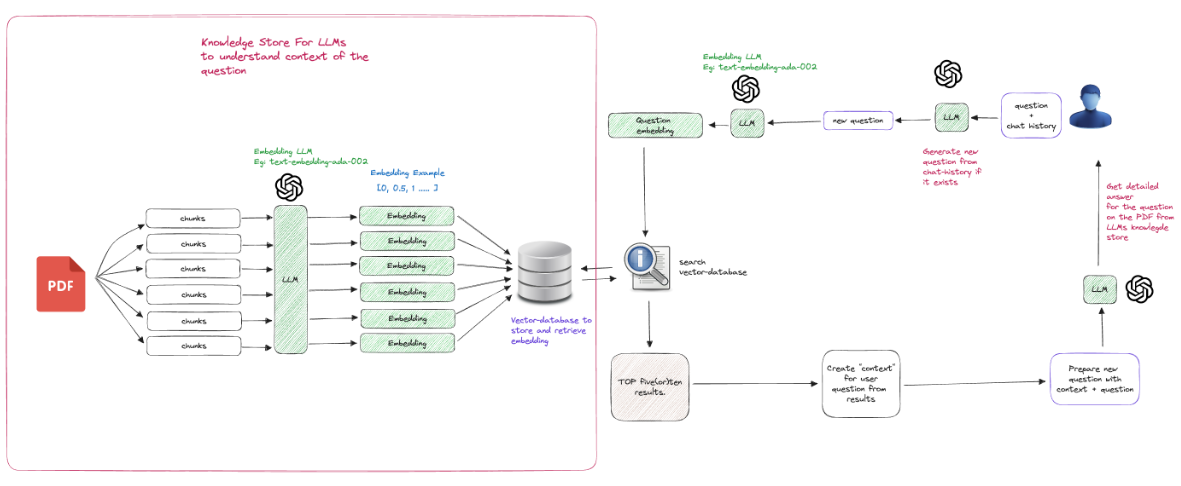 Knowledge Store For LLMs
to understand context of the
question
Embedding LLM
Eg: text-embedding-ada-002
Embedding Example
[0, 0.5, 1 ..... ]
PDF
chunks
chunks
chunks
chunks
chunks
chunks
LLM
Embedding
Embedding
Embedding
Embedding
Embedding
Embedding
Vector-database to
store and retrieve
embedding
Embedding LLM
Eg: text-embedding-ada-002
Question
embedding
LLM
new question
LLM
question
+
chat history
Generate new
question from
chat-history if
it exists
search
vector-database
Get detailed
answer
for the question
on the PDF from
LLMs knowlegde
store
LLM
TOP five(or)ten
results.
Create "context"
for user
question from
results
Prepare new
question with
context + question